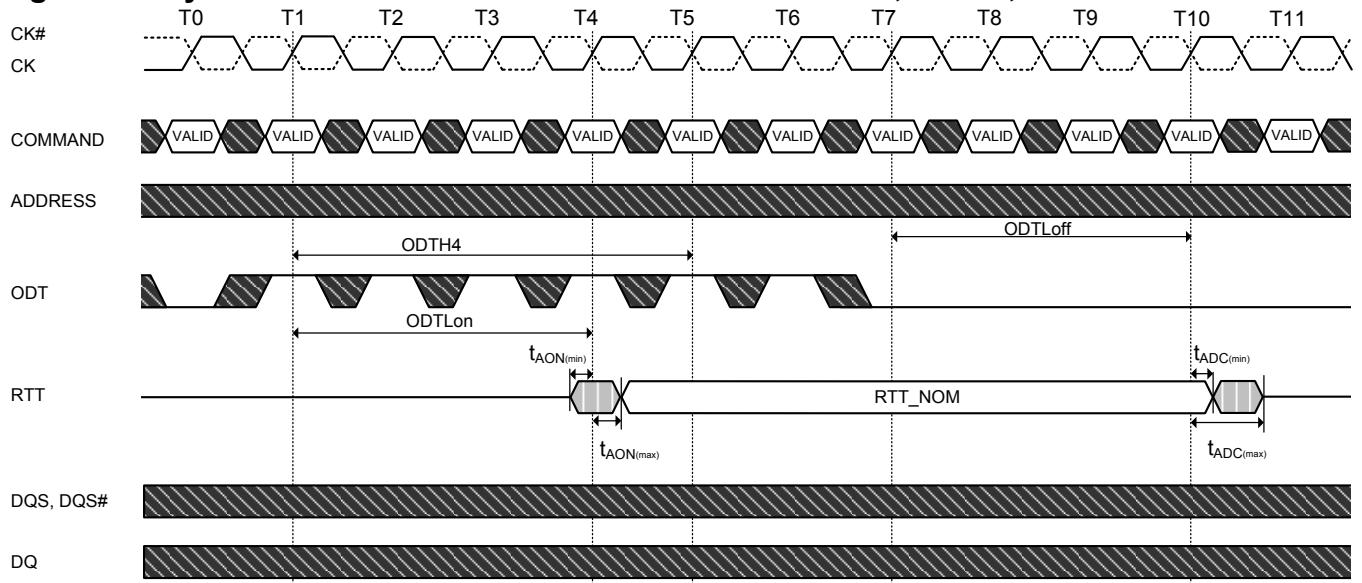 T0 T1 T2 T3 T4 T5 T6 T7 T8 T9 T10 T11
CK#
CK
COMMAND VALID VALID VALID VALID VALID VALID VALID VALID VALID VALID VALID VALID
ADDRESS
ODTLoff
ODTH4
ODT
ODTLon
tAON(min) tADC(min)
RTT RTT_NOM
tAON(max) tADC(max)
DQS, DQS#
DQ